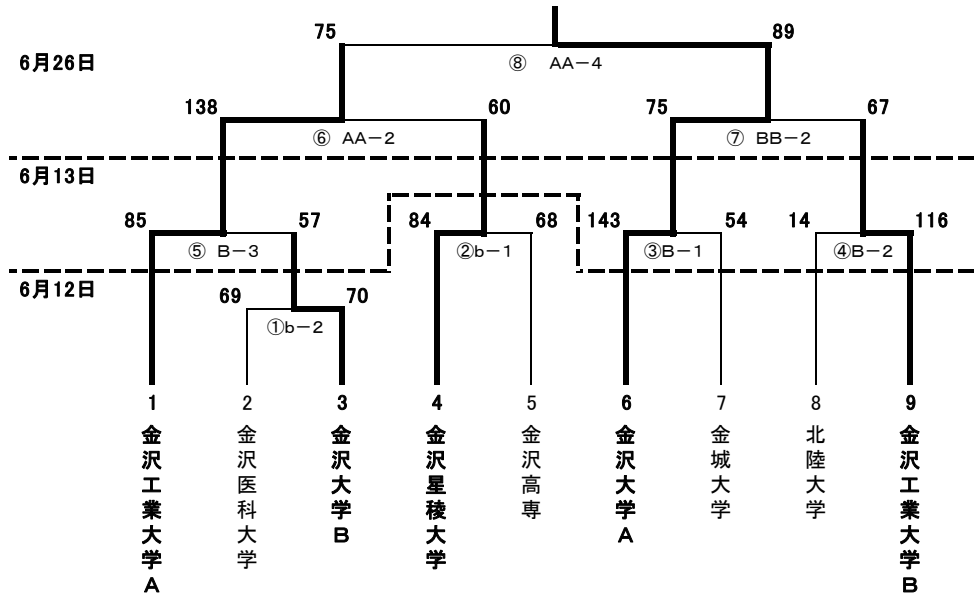 75 89
6月26日
⑧ AA－4
138 60 75 67
⑥ AA－2 ⑦ BB－2
6月13日
85 57 84 68 143 54 14 116
⑤ B－3 ②b－1 ③B－1 ④B－2
6月12日
69 70
①b－2
1 2 3 4 5 6 7 8 9
金沢工業大学A
金沢医科大学
金沢大学B
金沢星稜大学
金沢高専
金沢大学A
金城大学
北陸大学
金沢工業大学B